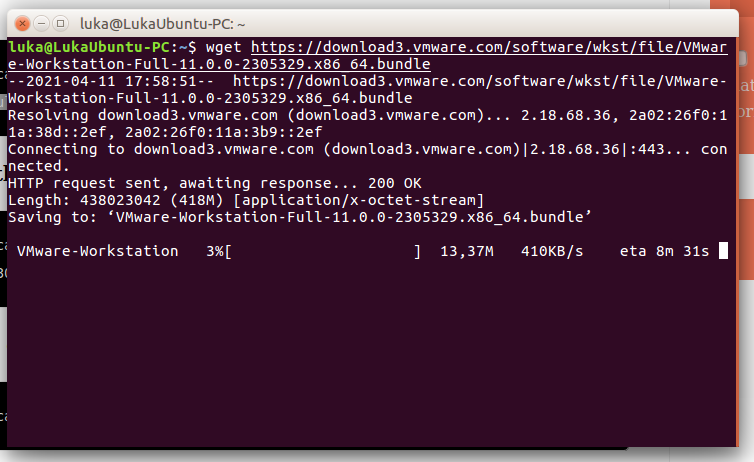 luka@LukaUbuntu-PC: ~
luka@LukaUbuntu-PC:~$ wget https://download3.vmware.com/software/wkst/file/VMwar
e-Workstation-Full-11.0.0-2305329.x86_64.bundle
--2021-04-11 17:58:51--  https://download3.vmware.com/software/wkst/file/VMware-
Workstation-Full-11.0.0-2305329.x86_64.bundle
Resolving download3.vmware.com (download3.vmware.com)... 2.18.68.36, 2a02:26f0:1
1a:38d::2ef, 2a02:26f0:11a:3b9::2ef
Connecting to download3.vmware.com (download3.vmware.com)|2.18.68.36|:443... con
nected.
HTTP request sent, awaiting response... 200 OK
Length: 438023042 (418M) [application/x-octet-stream]
Saving to: ‘VMware-Workstation-Full-11.0.0-2305329.x86_64.bundle’
VMware-Workstation   3%[                    ]  13,37M   410KB/s    eta 8m 31s